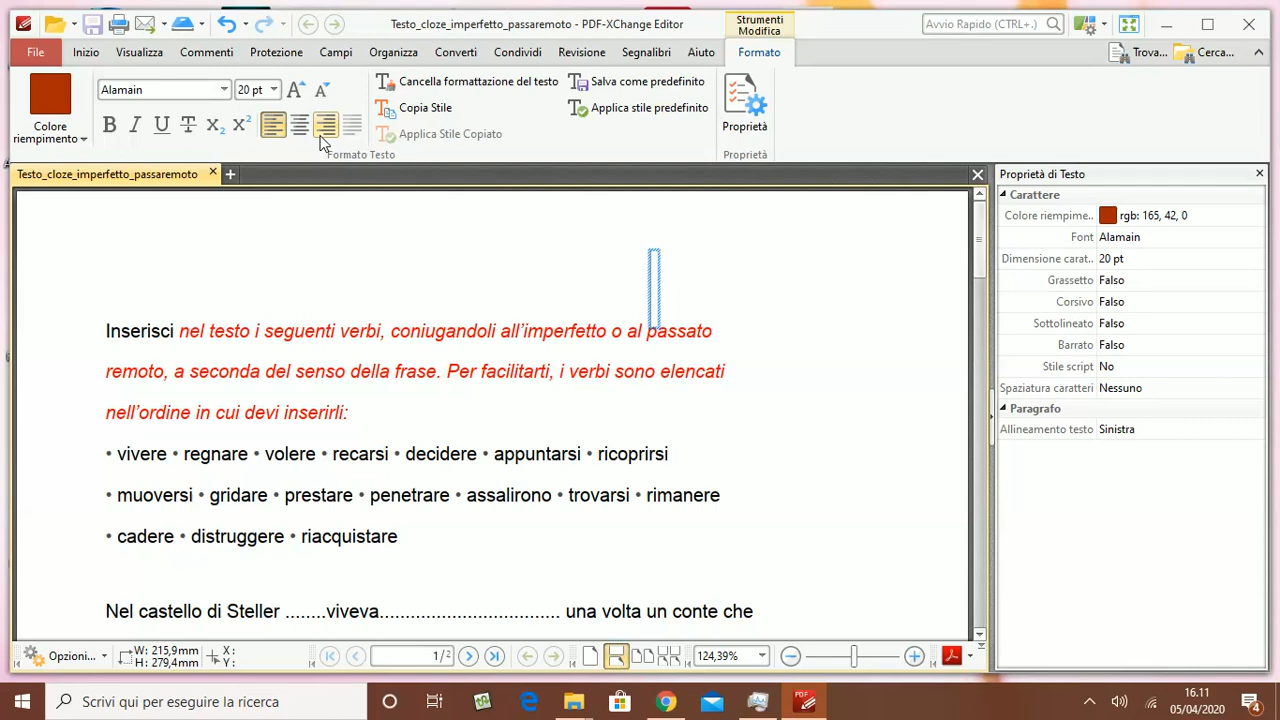 Testo_cloze_imperfetto_passaremoto - PDF-XChange Editor
Strumenti
Modifica
Avvio Rapido (CTRL+.)
File
Inizio
Visualizza
Commenti
Protezione
Campi
Organizza
Converti
Condividi
Revisione
Segnalibri
Aiuto
Formato
Trova...
Cerca...
Colore
riempimento
Alamain
20 pt
Cancella formattazione del testo
Copia Stile
Applica Stile Copiato
Salva come predefinito
Applica stile predefinito
Proprietà
Formato Testo
Proprietà
Testo_cloze_imperfetto_passaremoto
Inserisci nel testo i seguenti verbi, coniugandoli all’imperfetto o al passato
remoto, a seconda del senso della frase. Per facilitarti, i verbi sono elencati
nell’ordine in cui devi inserirli:
• vivere • regnare • volere • recarsi • decidere • appuntarsi • ricoprirsi
• muoversi • gridare • prestare • penetrare • assalirono • trovarsi • rimanere
• cadere • distruggere • riacquistare
Nel castello di Steller ........viveva.................................. una volta un conte che
Proprietà di Testo
Carattere
Colore riempime.. rgb: 165, 42, 0
Font Alamain
Dimensione carat.. 20 pt
Grassetto Falso
Corsivo Falso
Sottolineato Falso
Barrato Falso
Stile script No
Spaziatura caratteri Nessuno
Paragrafo
Allineamento testo Sinistra
Opzioni...
W: 215,9mm
H: 279,4mm
X:
Y:
1/2
124,39%
Scrivi qui per eseguire la ricerca
PDF
16.11
05/04/2020
4